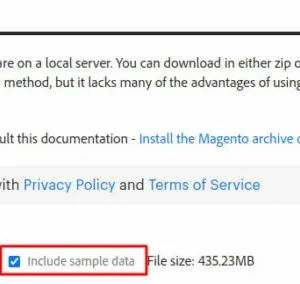 are on a local server. You can download in either zip o
method, but it lacks many of the advantages of using
ult this documentation - Install the Magento archive o
with Privacy Policy and Terms of Service
Include sample data File size: 435.23MB